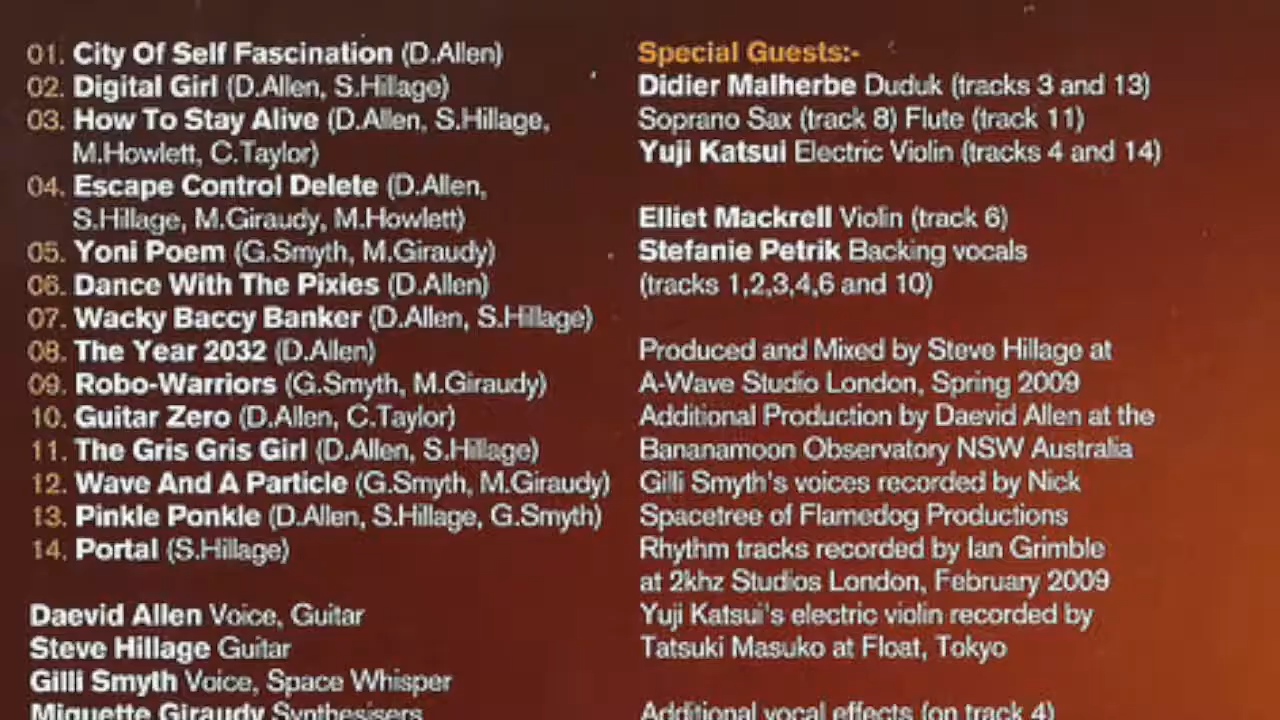 01. City Of Self Fascination (D.Allen)
02. Digital Girl (D.Allen, S.Hillage)
03. How To Stay Alive (D.Allen, S.Hillage,
M.Howlett, C.Taylor)
04. Escape Control Delete (D.Allen,
S.Hillage, M.Giraudy, M.Howlett)
05. Yoni Poem (G.Smyth, M.Giraudy)
06. Dance With The Pixies (D.Allen)
07. Wacky Baccy Banker (D.Allen, S.Hillage)
08. The Year 2032 (D.Allen)
09. Robo-Warriors (G.Smyth, M.Giraudy)
10. Guitar Zero (D.Allen, C.Taylor)
11. The Gris Gris Girl (D.Allen, S.Hillage)
12. Wave And A Particle (G.Smyth, M.Giraudy)
13. Pinkle Ponkle (D.Allen, S.Hillage, G.Smyth)
14. Portal (S.Hillage)
Daevid Allen Voice, Guitar
Steve Hillage Guitar
Gilli Smyth Voice, Space Whisper
Miquette Giraudy Synthesisers
Special Guests:-
Didier Malherbe Duduk (tracks 3 and 13)
Soprano Sax (track 8) Flute (track 11)
Yuji Katsui Electric Violin (tracks 4 and 14)
Elliet Mackrell Violin (track 6)
Stefanie Petrik Backing vocals
(tracks 1,2,3,4,6 and 10)
Produced and Mixed by Steve Hillage at
A-Wave Studio London, Spring 2009
Additional Production by Daevid Allen at the
Bananamoon Observatory NSW Australia
Gilli Smyth's voices recorded by Nick
Spacetree of Flamedog Productions
Rhythm tracks recorded by Ian Grimble
at 2khz Studios London, February 2009
Yuji Katsui's electric violin recorded by
Tatsuki Masuko at Float, Tokyo
Additional vocal effects (on track 4)